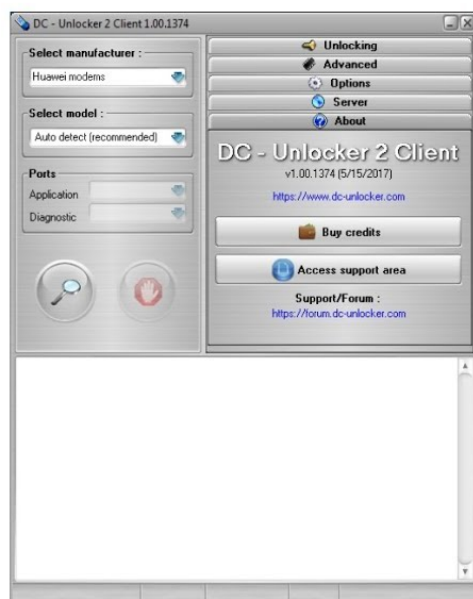 DC - Unlocker 2 Client 1.00.1374
Select manufacturer :
Huawei modems
Select model :
Auto detect (recommended)
Ports
Application
Diagnostic
Unlocking
Advanced
Options
Server
About
DC - Unlocker 2 Client
v1.00.1374 (5/15/2017)
https://www.dc-unlocker.com
Buy credits
Access support area
Support/Forum :
https://forum.dc-unlocker.com